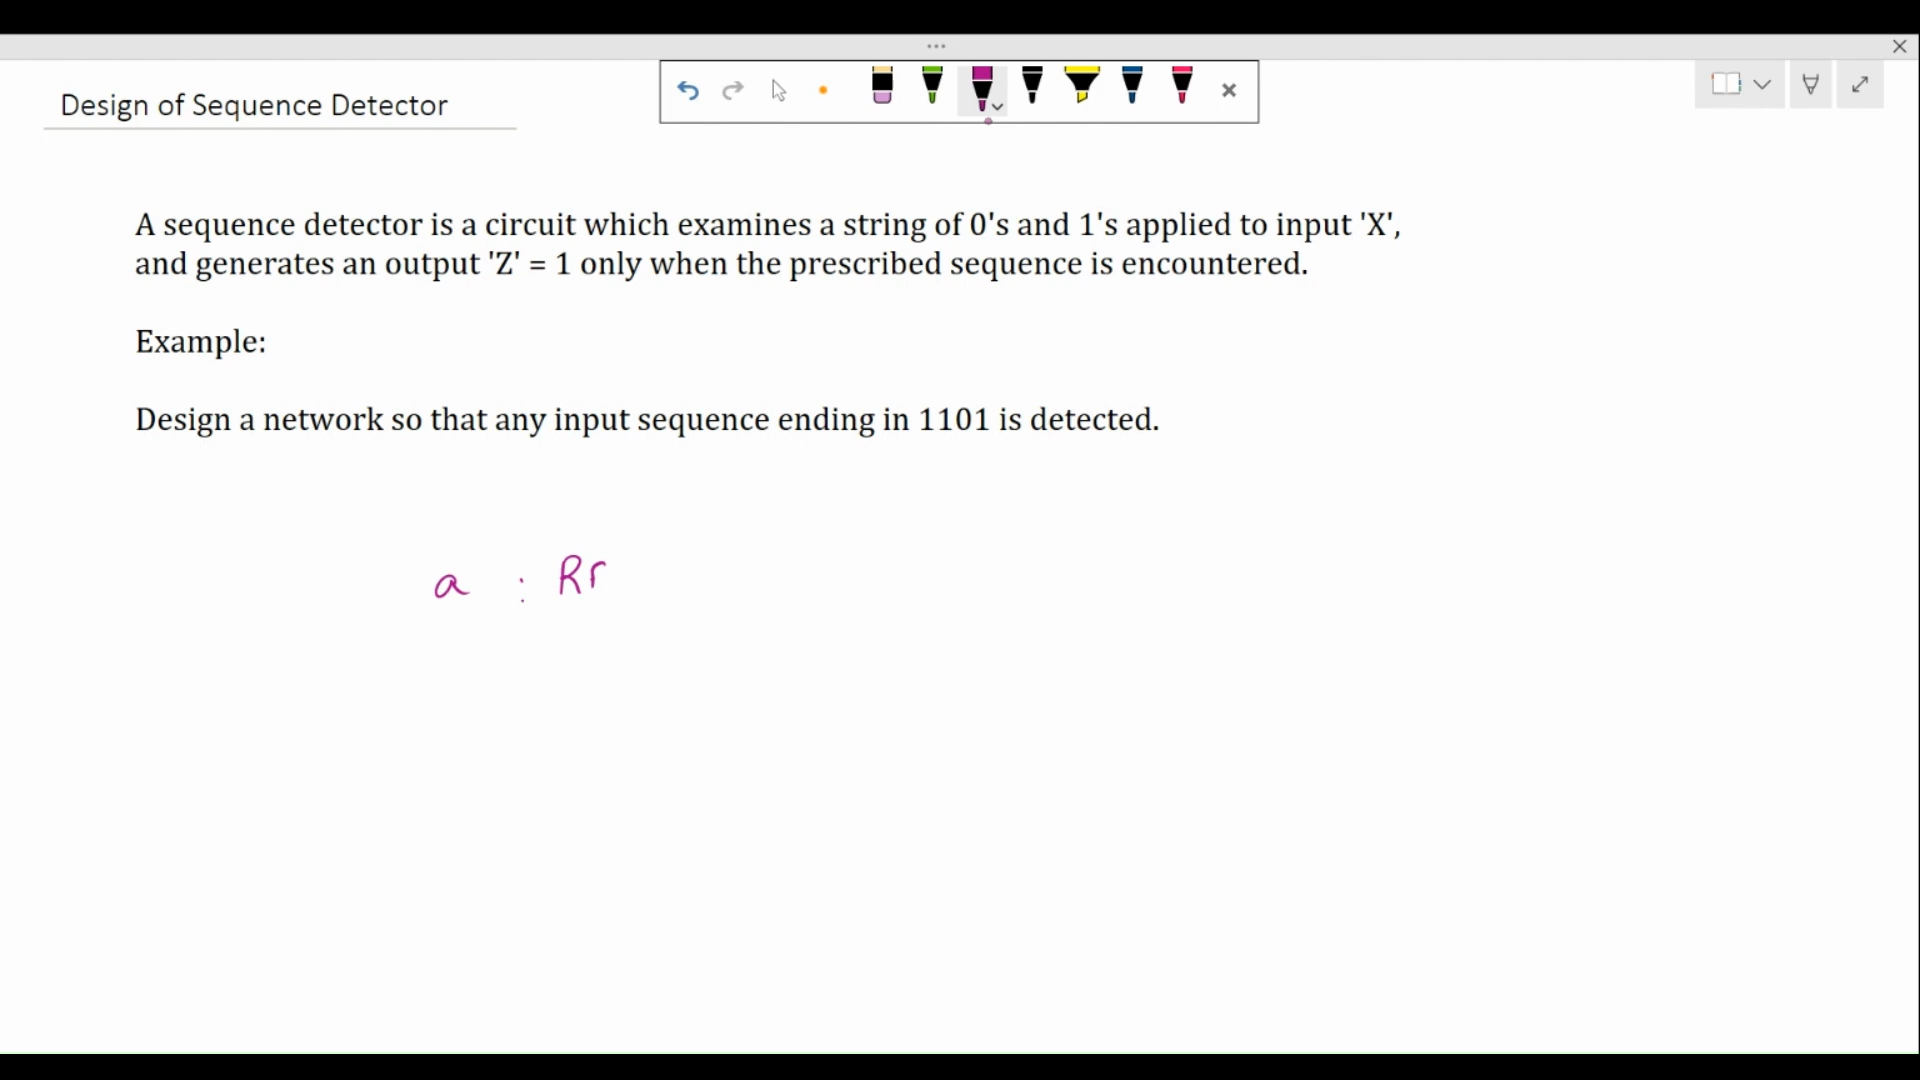 Design of Sequence Detector
A sequence detector is a circuit which examines a string of 0's and 1's applied to input 'X',
and generates an output 'Z' = 1 only when the prescribed sequence is encountered.
Example:
Design a network so that any input sequence ending in 1101 is detected.
a : Rr